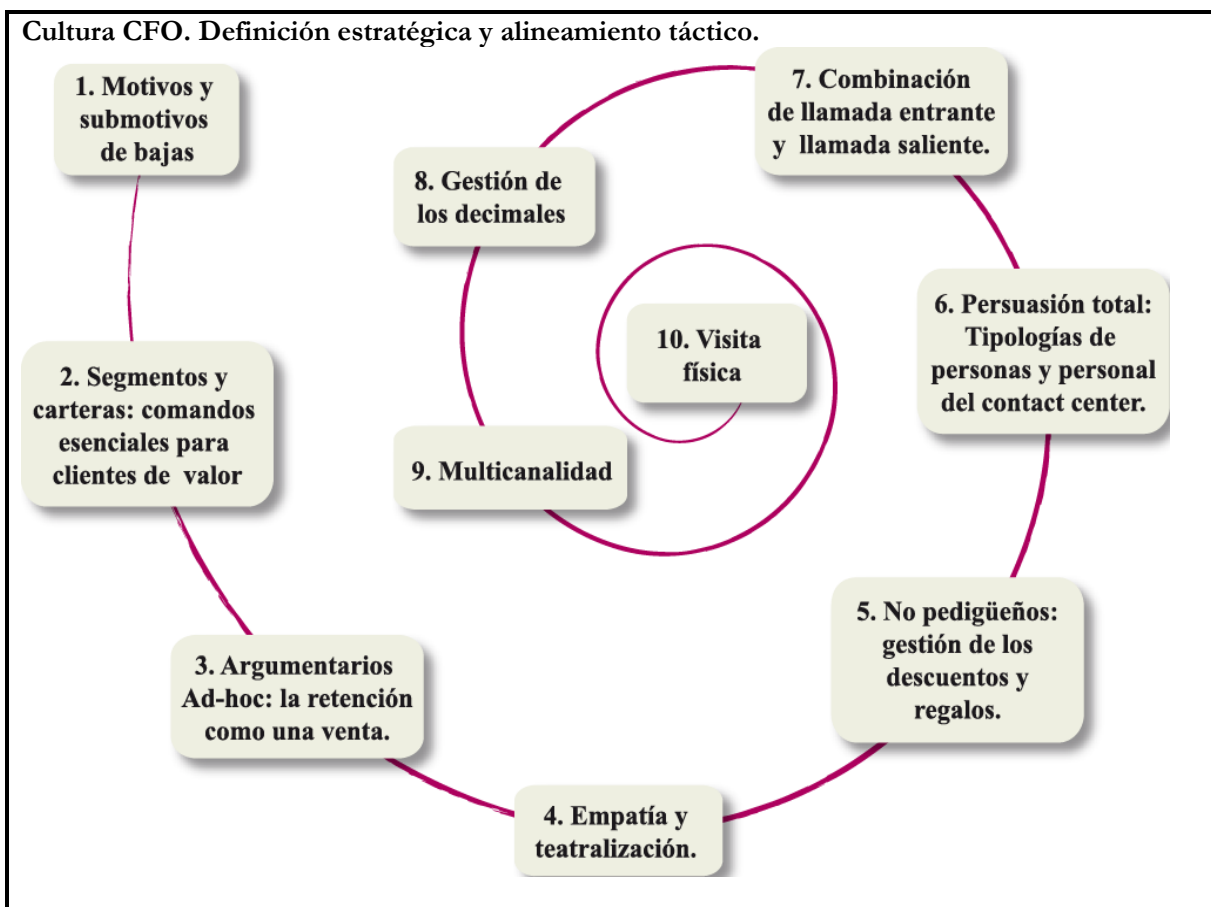 Cultura CFO. Definición estratégica y alineamiento táctico.
1. Motivos y
submotivos
de bajas
2. Segmentos y
carteras: comandos
esenciales para
clientes de valor
3. Argumentarios
Ad-hoc: la retención
como una venta.
4. Empatía y
teatralización.
5. No pedigüeños:
gestión de los
descuentos y
regalos.
6. Persuasión total:
Tipologías de
personas y personal
del contact center.
7. Combinación
de llamada entrante
y llamada saliente.
8. Gestión de
los decimales
9. Multicanalidad
10. Visita
física